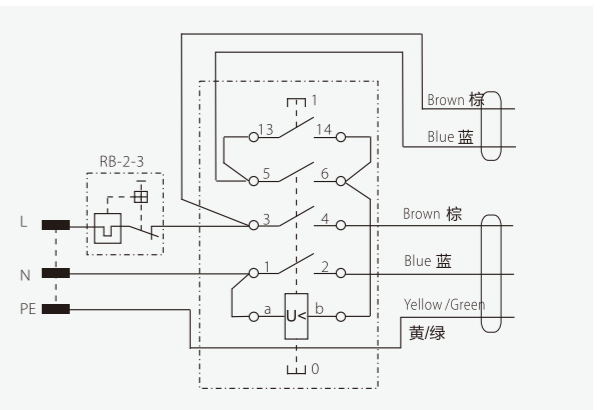 1
Brown 棕
13 14
Blue 蓝
RB-2-3
5 6
L
3 4
Brown 棕
N
1 2
Blue 蓝
PE
a U< b
Yellow/Green
黄/绿
0